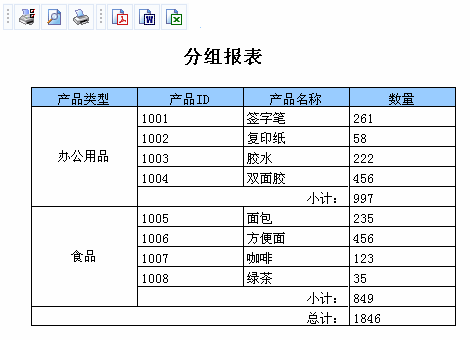 分组报表
产品类型 产品ID 产品名称 数量
办公用品 1001 签字笔 261
1002 复印纸 58
1003 胶水 222
1004 双面胶 456
小计: 997
食品 1005 面包 235
1006 方便面 456
1007 咖啡 123
1008 绿茶 35
小计: 849
总计: 1846